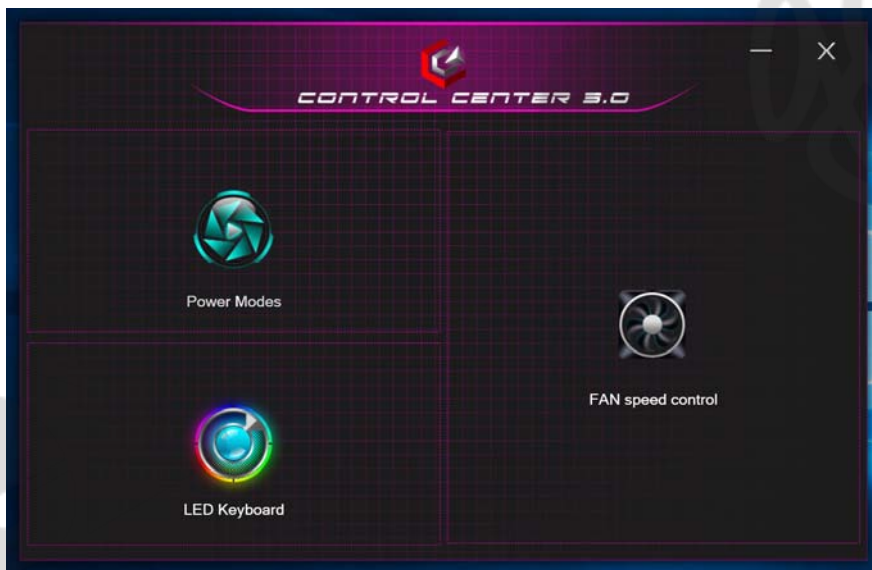 CONTROL CENTER 3.0
Power Modes
FAN speed control
LED Keyboard